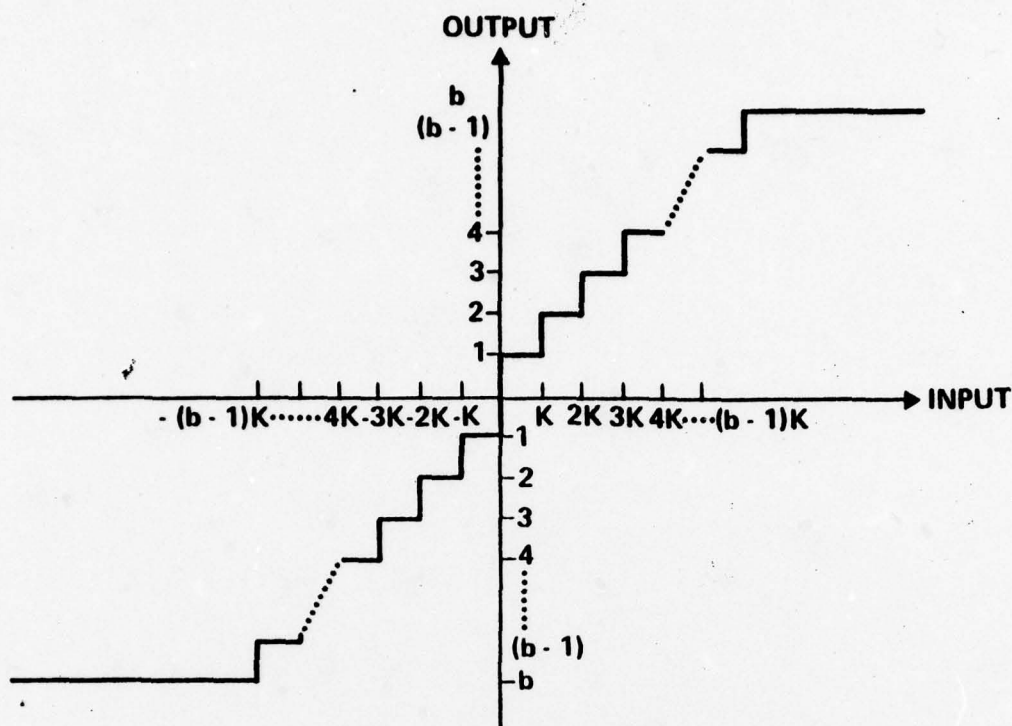 OUTPUT
b
(b - 1)
4
3
2
1
- (b - 1)K.......4K -3K -2K -K K 2K 3K 4K....(b - 1)K INPUT
-1
-2
-3
-4
(b - 1)
-b